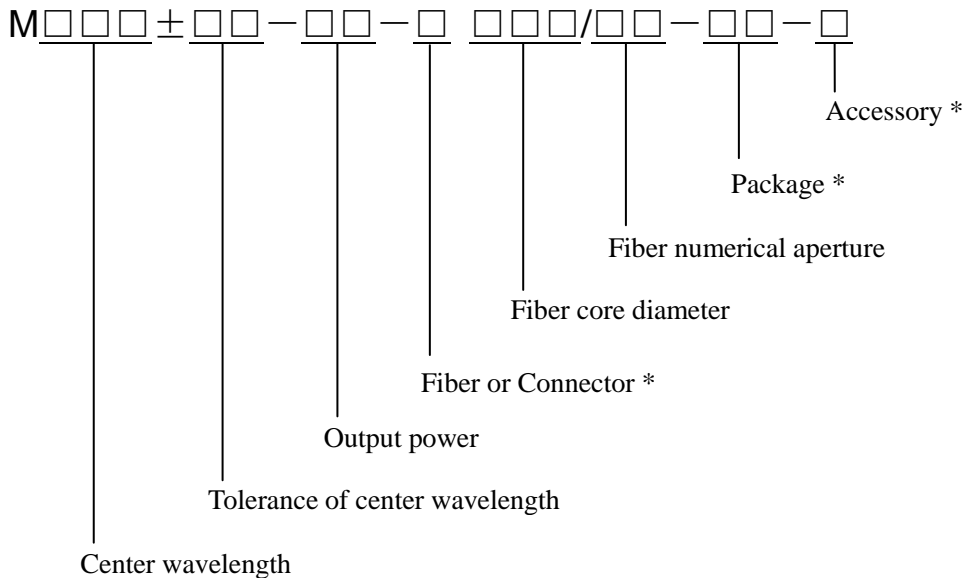 M□□□±□□－□□－□ □□□/□□－□□－□
Accessory *
Package *
Fiber numerical aperture
Fiber core diameter
Fiber or Connector *
Output power
Tolerance of center wavelength
Center wavelength